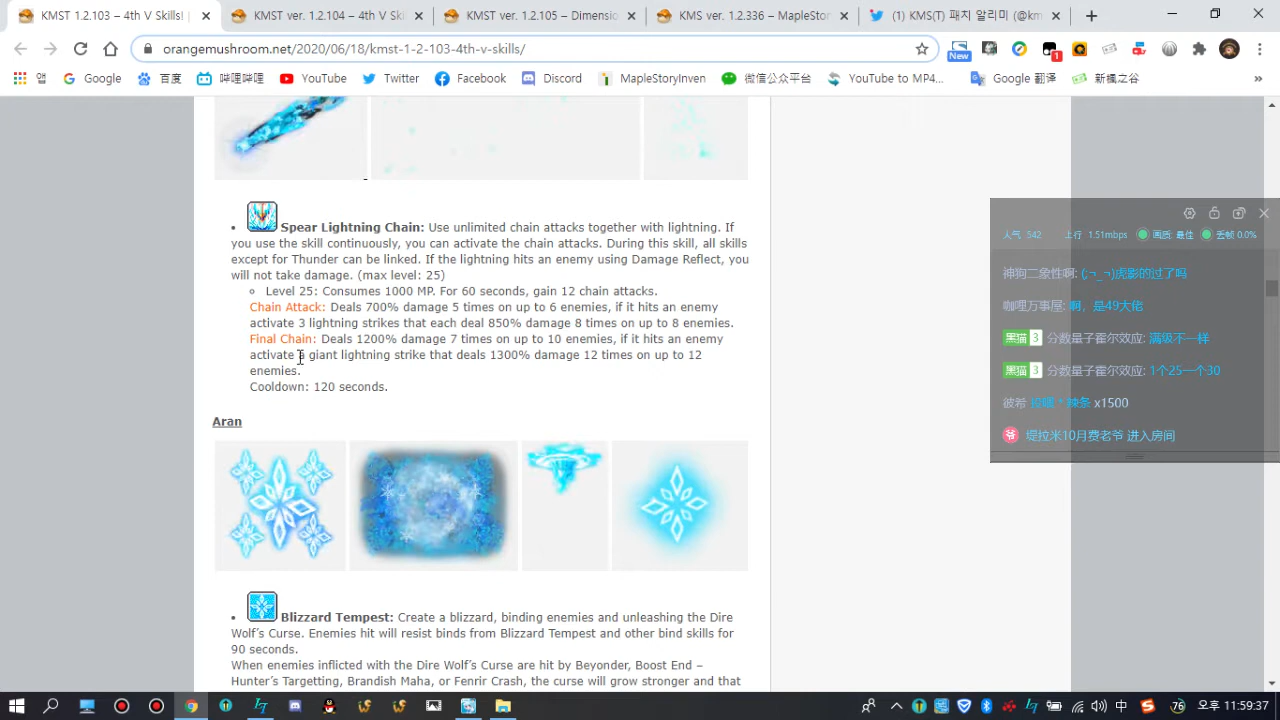 KMST 1.2.103 – 4th V Skills!
KMST ver. 1.2.104 – 4th V Ski
KMST ver. 1.2.105 – Dimensio
KMS ver. 1.2.336 – MapleStor
(1) KMS(T) 패치 알리미 (@km
orangemushroom.net/2020/06/18/kmst-1-2-103-4th-v-skills/
New
1
앱
Google
百度
哔哩哔哩
YouTube
Twitter
Facebook
Discord
MapleStoryInven
微信公众平台
YouTube to MP4...
Google 翻译
新楓之谷
»
Spear Lightning Chain: Use unlimited chain attacks together with lightning. If
you use the skill continuously, you can activate the chain attacks. During this skill, all skills
except for Thunder can be linked. If the lightning hits an enemy using Damage Reflect, you
will not take damage. (max level: 25)
Level 25: Consumes 1000 MP. For 60 seconds, gain 12 chain attacks.
Chain Attack: Deals 700% damage 5 times on up to 6 enemies, if it hits an enemy
activate 3 lightning strikes that each deal 850% damage 8 times on up to 8 enemies.
Final Chain: Deals 1200% damage 7 times on up to 10 enemies, if it hits an enemy
activate a giant lightning strike that deals 1300% damage 12 times on up to 12
enemies.
Cooldown: 120 seconds.
Aran
Blizzard Tempest: Create a blizzard, binding enemies and unleashing the Dire
Wolf's Curse. Enemies hit will resist binds from Blizzard Tempest and other bind skills for
90 seconds.
When enemies inflicted with the Dire Wolf's Curse are hit by Beyonder, Boost End –
Hunter's Targetting, Brandish Maha, or Fenrir Crash, the curse will grow stronger and that
人气 542 上行 1.51mbps 画质: 最佳 丢帧 0.0%
神狗二象性啊: (;¬_¬)虎影的过了吗
咖哩万事屋: 啊，是49大佬
黑猫 3 分数量子霍尔效应: 满级不一样
黑猫 3 分数量子霍尔效应: 1个25一个30
彼希 辣条 x1500
爷 堤拉米10月费老爷 进入房间
中
76
오후 11:59:37